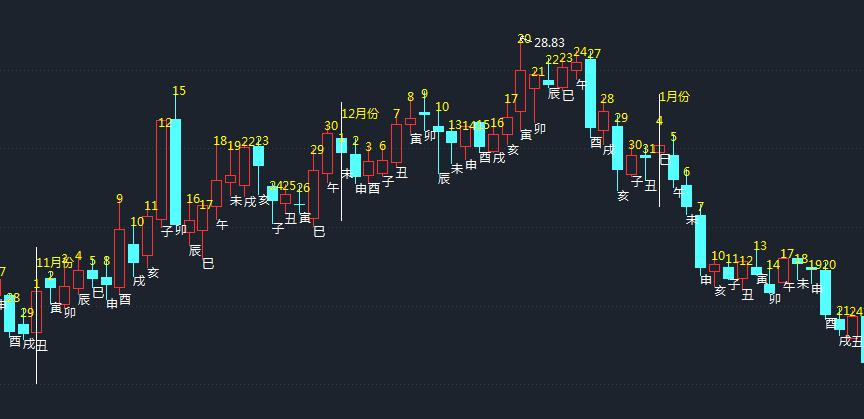 28.83
20
22 23 24 27
21
辰 巳 午
15
8 9 10
17 28
12月份
1月份
7 13 14 15 16 29 4
12 18 19 22 23 29 30 1 2 3 6 寅 卯 未 申 酉 戌 亥 卯 酉 戌 30 31 5
9 10 11 16 17 24 25 26 未 申 酉 子 丑 辰 亥 子 丑 巳 6
子 卯 辰 巳 午 未 戌 亥 子 丑 寅 巳 午 午 未 7
11月份
7 28 29 1 2 3 4 5 8 戌 亥 10 11 12 13 14 17 18 19 20
申 酉 戌 丑 寅 卯 辰 巳 申 酉 申 亥 子 丑 寅 卯 午 未 申
酉 戌 丑 21 24